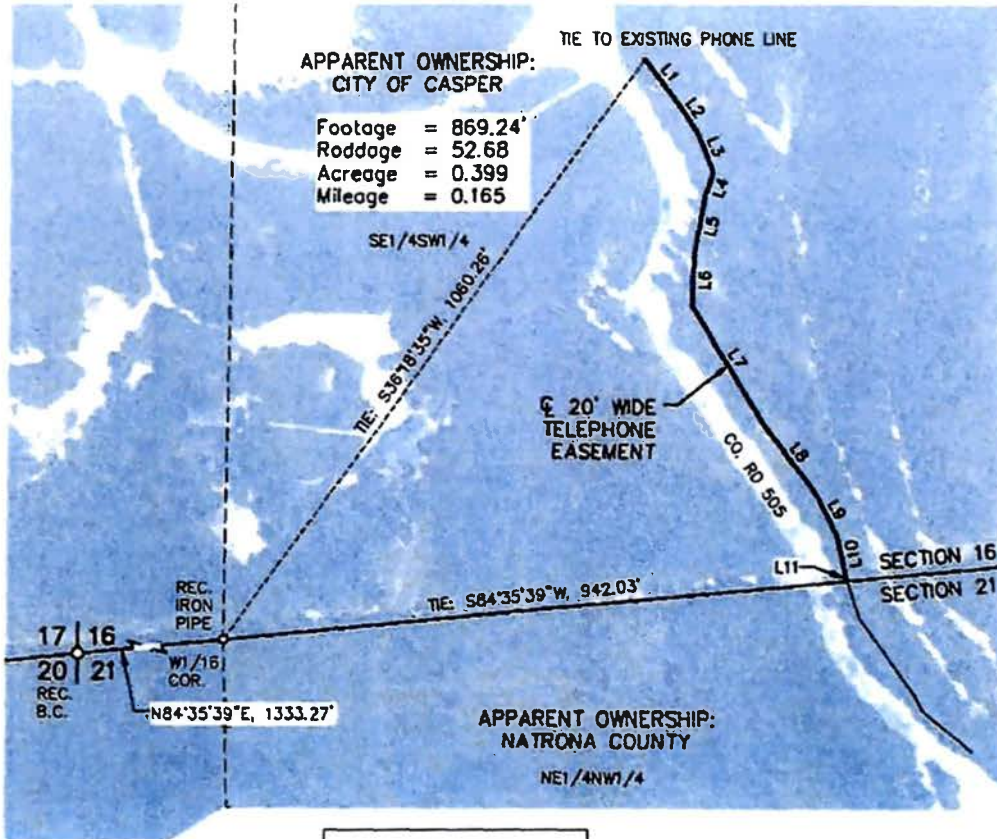 TIE TO EXISTING PHONE LINE
APPARENT OWNERSHIP:
CITY OF CASPER
Footage = 869.24'
Roddage = 52.68
Acreage = 0.399
Mileage = 0.165
SE1/4SW1/4
L1
L2
L3
L4
L5
L6
L7
L8
L9
L10
L11
TIE: S36°18'35"W, 1060.26'
℄ 20' WIDE
TELEPHONE
EASEMENT
CO. RD 505
SECTION 16
SECTION 21
TIE: S84°35'39"W, 942.03'
REC.
IRON
PIPE
17 16
20 21
REC.
B.C.
W1/16
COR.
N84°35'39"E, 1333.27'
APPARENT OWNERSHIP:
NATRONA COUNTY
NE1/4NW1/4